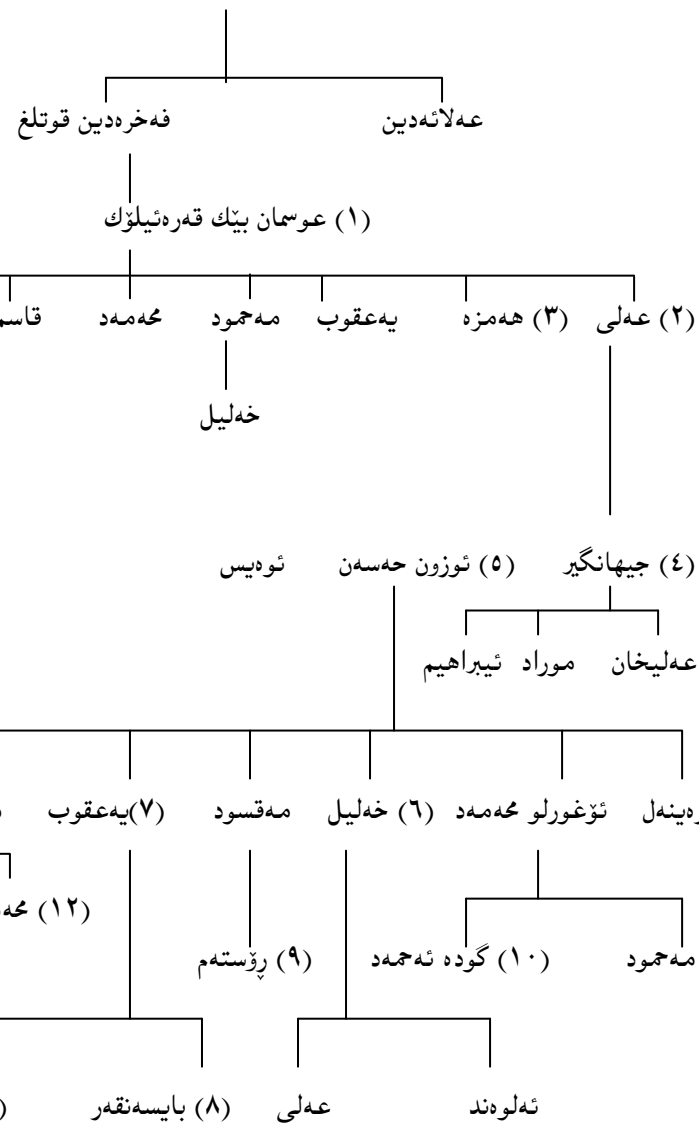 عەلائەدین فەخرەدین قوتلغ
(١) عوسمان بێك قەرەئیلۆك
(٢) عەلی (٣) هەمزە یەعقوب مەحمود محەمەد
خەلیل
(٤) جیهانگیر (٥) ئوزون حەسەن ئوەیس
عەلیخان موراد ئیبراهیم
ئۆغورلو محەمەد (٦) خەلیل مەقسود (٧)یەعقوب
(١٢)
مەحمود (١٠) گودە ئەحمەد (٩) ڕۆستەم
ئەلوەند عەلی (٨) بایسەنقەر